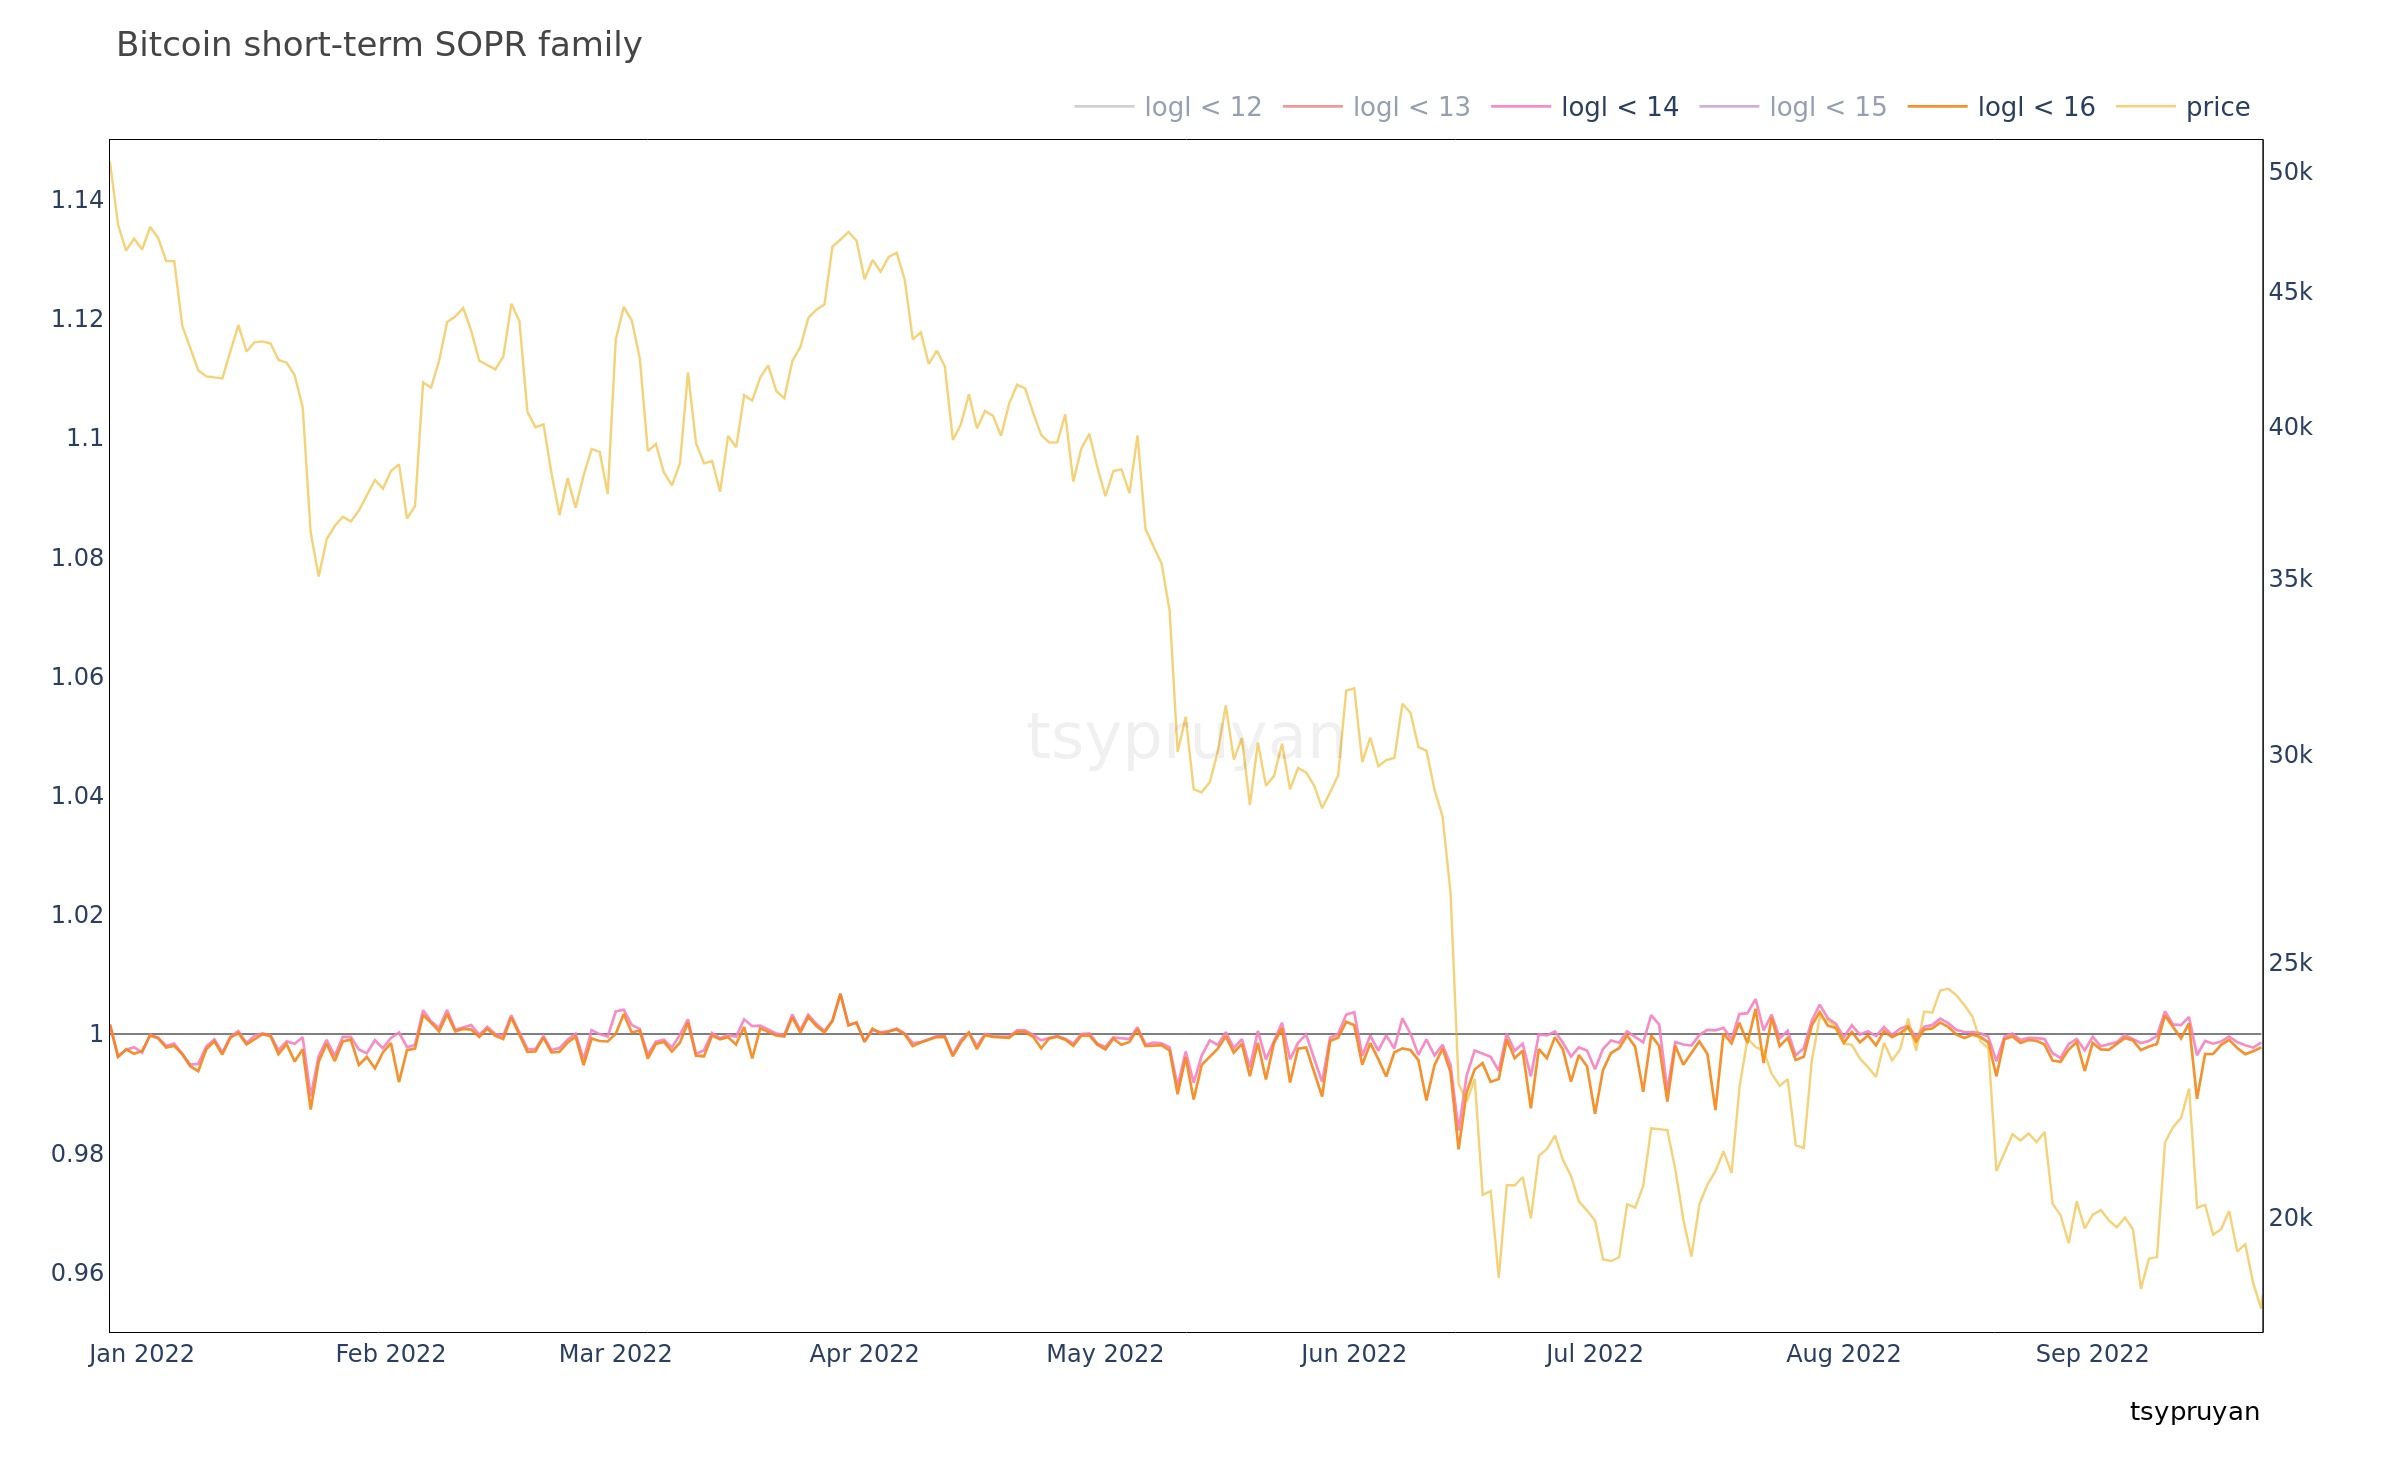 Bitcoin short-term SOPR family
logl < 12 logl < 13 logl < 14 logl < 15 logl < 16 price
1.14
1.12
1.1
1.08
1.06
1.04
1.02
1
0.98
0.96
50k
45k
40k
35k
30k
25k
20k
tsypruyan
Jan 2022 Feb 2022 Mar 2022 Apr 2022 May 2022 Jun 2022 Jul 2022 Aug 2022 Sep 2022
tsypruyan